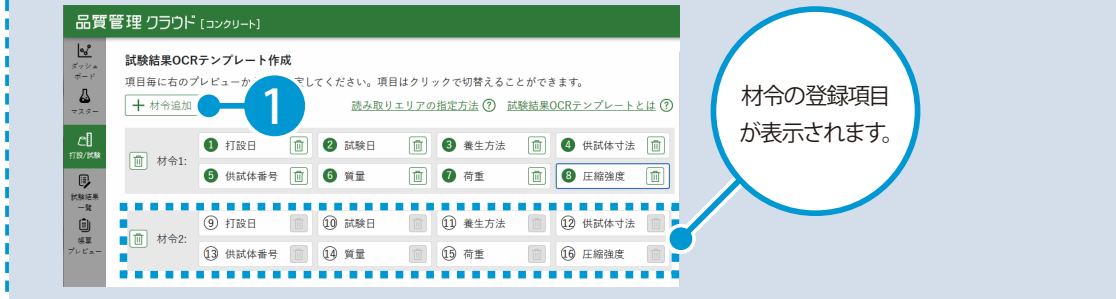 品質管理 クラウド [コンクリート]
ダッシュ
ボード
マスター
打設/試験
試験結果
一覧
帳票
プレビュー
試験結果OCRテンプレート作成
項目毎に右のプレビューか 定してください。項目はクリックで切替えることができます。
+ 材令追加
1
読み取りエリアの指定方法 ? 試験結果OCRテンプレートとは ?
材令1:
1 打設日 2 試験日 3 養生方法 4 供試体寸法
5 供試体番号 6 質量 7 荷重 8 圧縮強度
材令2:
⑨ 打設日 ⑩ 試験日 ⑪ 養生方法 ⑫ 供試体寸法
⑬ 供試体番号 ⑭ 質量 ⑮ 荷重 ⑯ 圧縮強度
材令の登録項目
が表示されます。